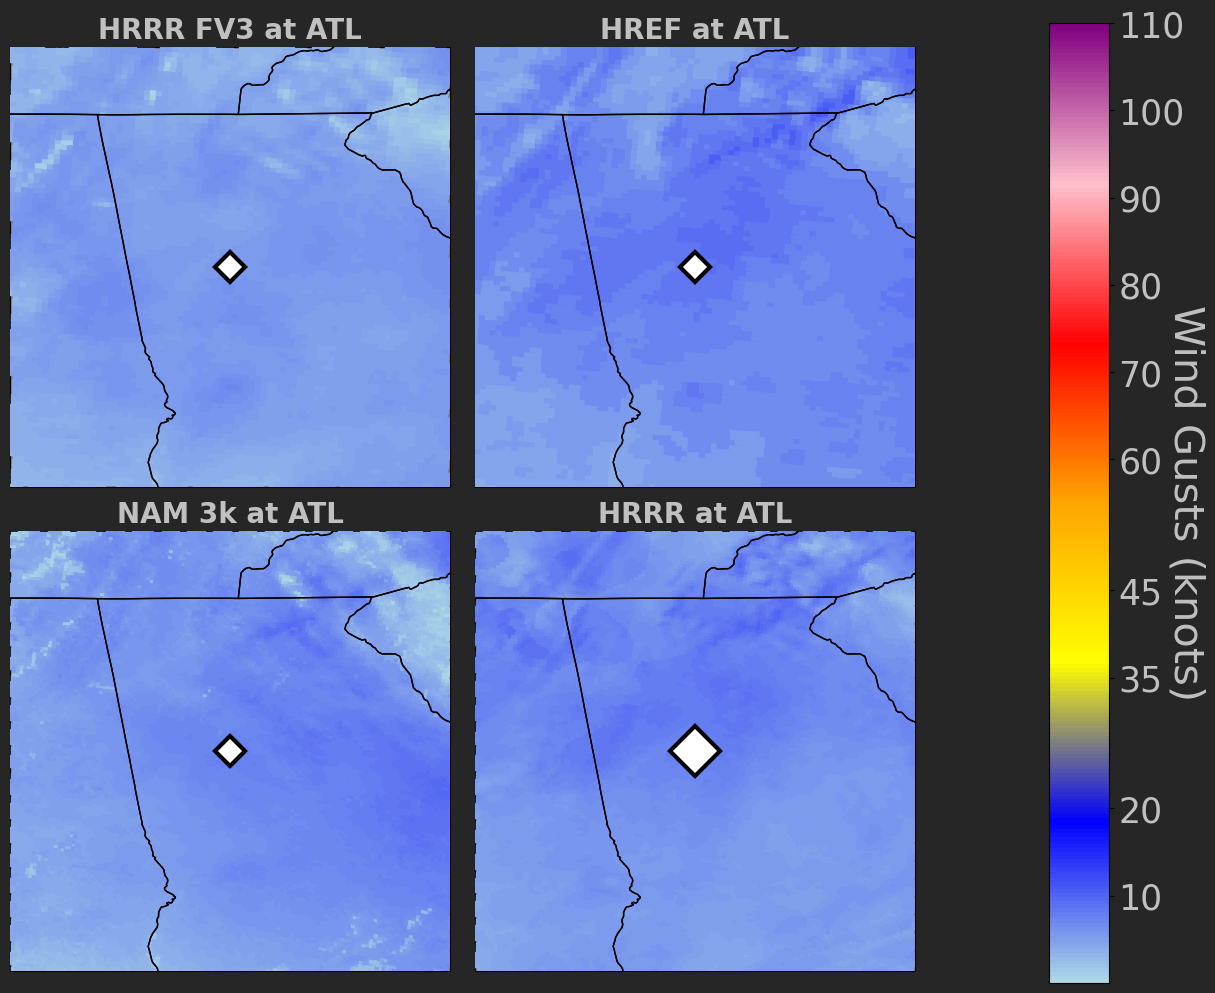 HRRR FV3 at ATL
HREF at ATL
NAM 3k at ATL
HRRR at ATL
110
100
90
80
70
60
45
35
20
10
Wind Gusts (knots)